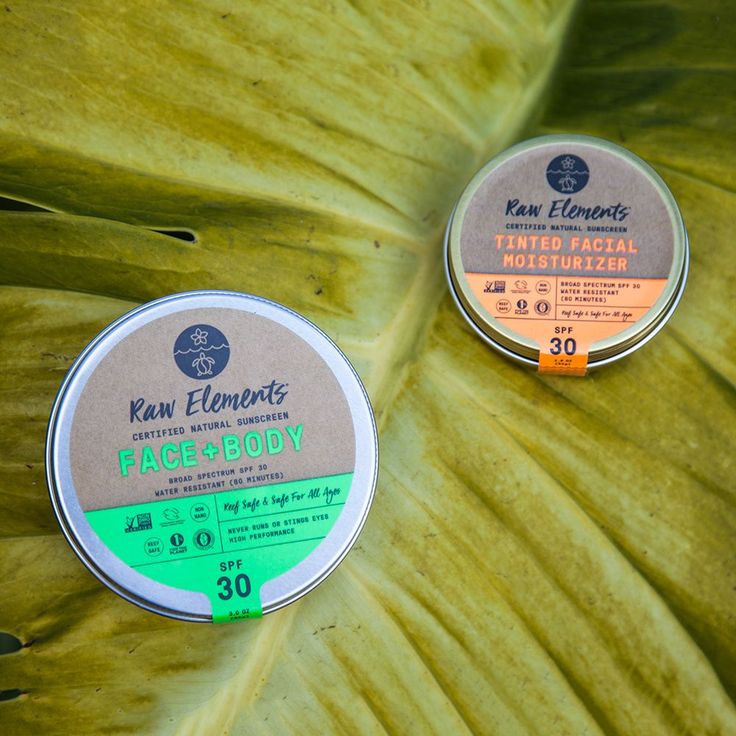 Raw Elements
CERTIFIED NATURAL SUNSCREEN
FACE+BODY
BROAD SPECTRUM SPF 30
WATER RESISTANT (80 MINUTES)
Reef Safe & Safe For All Ages
NON
NANO
REEF
SAFE
NEVER RUNS OR STINGS EYES
HIGH PERFORMANCE
SPF
30
3.0 OZ
Raw Elements
CERTIFIED NATURAL SUNSCREEN
TINTED FACIAL
MOISTURIZER
BROAD SPECTRUM SPF 30
WATER RESISTANT
(80 MINUTES)
Reef Safe & Safe For All Ages
NON
NANO
REEF
SAFE
SPF
30